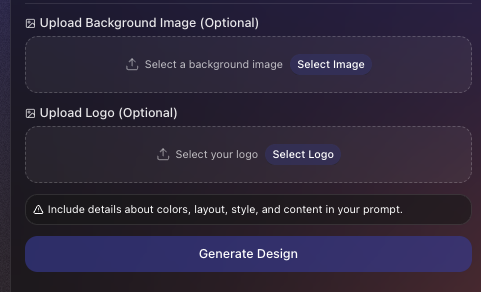 Upload Background Image (Optional)
Select a background image Select Image
Upload Logo (Optional)
Select your logo Select Logo
Include details about colors, layout, style, and content in your prompt.
Generate Design